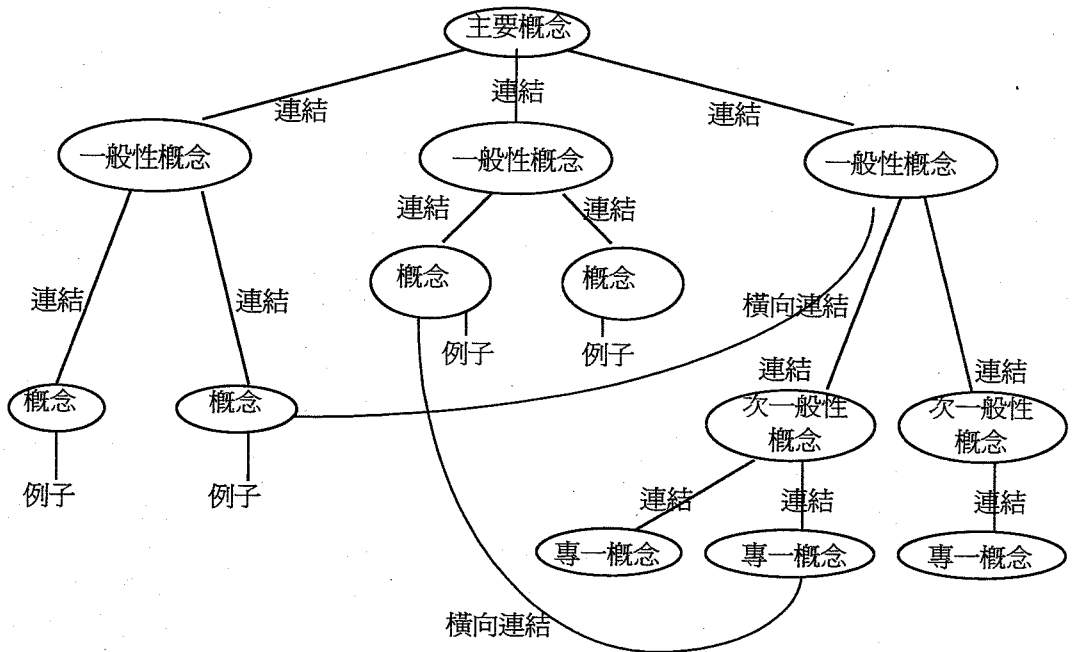 主要概念
連結
連結
連結
一般性概念
一般性概念
一般性概念
連結
連結
概念
概念
連結
連結
橫向連結
例子
例子
連結
連結
概念
概念
次一般性
概念
次一般性
概念
例子
例子
連結
連結
連結
專一概念
專一概念
專一概念
橫向連結